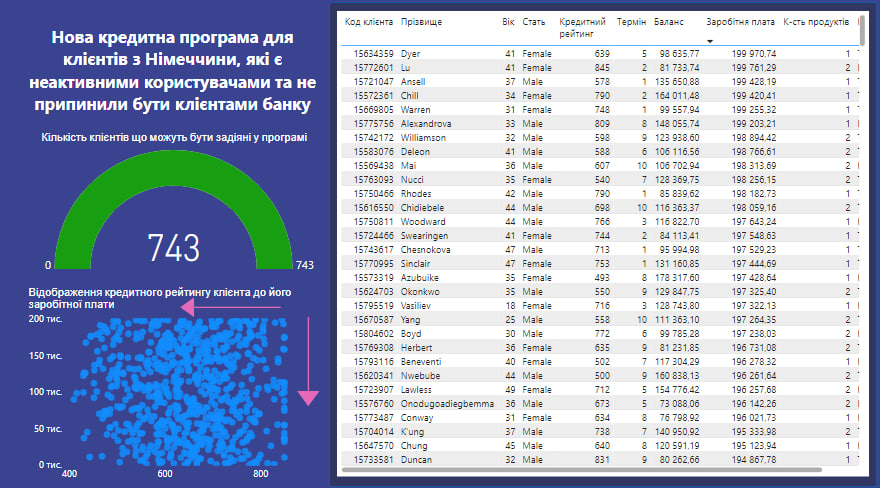 Нова кредитна програма для
клієнтів з Німеччини, які є
неактивними користувачами та не
припинили бути клієнтами банку
Кількість клієнтів що можуть бути задіяні у програмі
743
0
743
Відображення кредитного рейтингу клієнта до його
заробітної плати
200 тис.
150 тис.
100 тис.
50 тис.
0 тис.
400 600 800
Код клієнта Прізвище Вік Стать Кредитний рейтинг Термін Баланс Заробітня плата К-сть продуктів
15634359 Dyer 41 Female 639 5 98 635,77 199 970,74 1
15772601 Lu 41 Female 845 2 81 733,74 199 761,29 2
15721047 Ansell 37 Male 578 1 135 650,88 199 428,19 1
15572361 Chill 34 Female 790 2 164 011,48 199 420,41 1
15669805 Warren 31 Female 748 1 99 557,94 199 255,32 1
15775756 Alexandrova 33 Male 809 8 148 055,74 199 203,21 1
15742172 Williamson 32 Male 598 9 123 938,60 198 894,42 2
15583076 Deleon 41 Male 588 6 106 116,56 198 766,61 2
15569438 Mai 36 Male 607 10 106 702,94 198 313,69 2
15763093 Nucci 35 Female 540 7 128 369,75 198 256,15 2
15750466 Rhodes 42 Male 790 1 85 839,62 198 182,73 1
15616550 Chidiebele 44 Male 698 10 116 363,37 198 059,16 2
15750811 Woodward 44 Male 766 3 116 822,70 197 643,24 1
15724466 Swearingen 41 Female 744 2 84 113,41 197 548,63 1
15743617 Chesnokova 47 Male 713 1 95 994,98 197 529,23 1
15770995 Sinclair 47 Female 753 1 131 160,85 197 444,69 1
15573319 Azubuike 35 Female 493 8 178 317,60 197 428,64 1
15624703 Okonkwo 35 Male 550 9 129 847,75 197 325,40 2
15795519 Vasiliev 18 Female 716 3 128 743,80 197 322,13 1
15670587 Yang 25 Male 558 10 111 363,10 197 264,35 2
15804602 Boyd 30 Male 772 6 99 785,28 197 238,03 2
15769308 Herbert 36 Female 635 9 81 231,85 196 731,08 2
15793116 Beneventi 40 Female 502 7 117 304,29 196 278,32 1
15620341 Nwebube 44 Male 500 9 160 838,13 196 261,64 2
15723907 Lawless 49 Female 712 5 154 776,42 196 257,68 2
15576760 Onodugoadiegbemma 36 Male 673 5 73 088,06 196 142,26 2
15773487 Conway 31 Female 634 8 76 798,92 196 021,73 1
15704014 K'ung 37 Male 738 7 140 950,92 195 333,98 2
15647570 Chung 45 Male 640 8 120 591,19 195 123,94 1
15733581 Duncan 32 Male 831 9 80 262,66 194 867,78 1